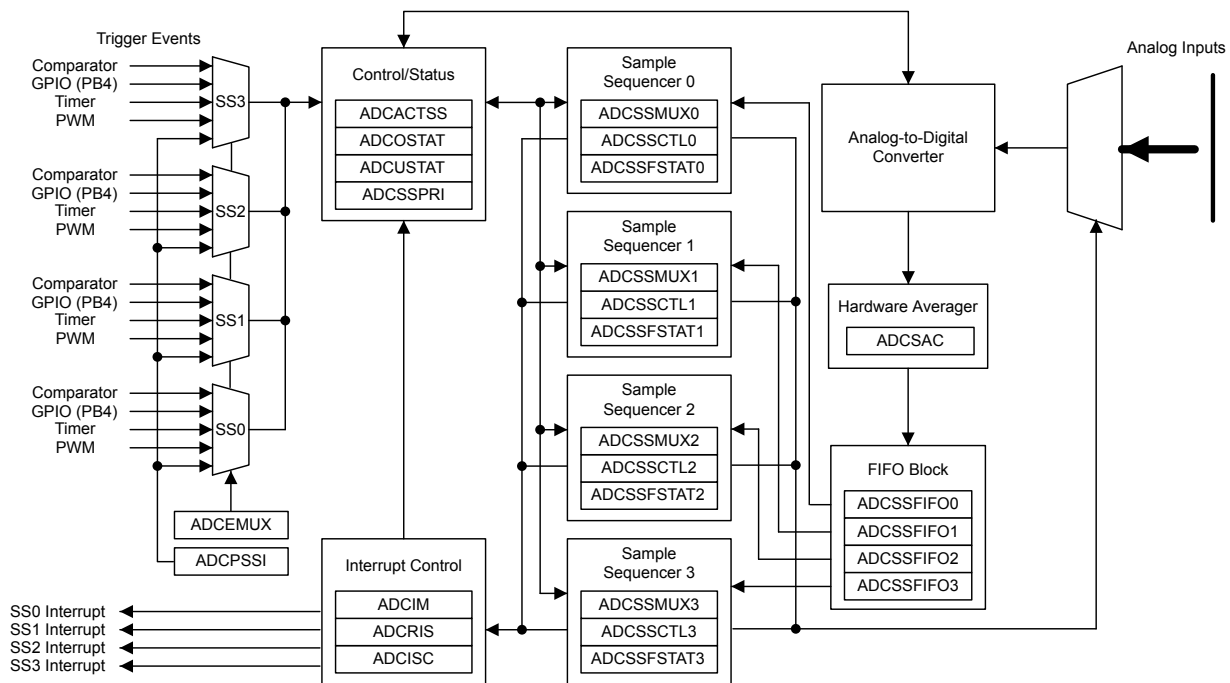 Trigger Events
Comparator
GPIO (PB4)
Timer
PWM
SS3
Comparator
GPIO (PB4)
Timer
PWM
SS2
Comparator
GPIO (PB4)
Timer
PWM
SS1
Comparator
GPIO (PB4)
Timer
PWM
SS0
ADCEMUX
ADCPSSI
SS0 Interrupt
SS1 Interrupt
SS2 Interrupt
SS3 Interrupt
Control/Status
ADCACTSS
ADCOSTAT
ADCUSTAT
ADCSSPRI
Interrupt Control
ADCIM
ADCRIS
ADCISC
Sample
Sequencer 0
ADCSSMUX0
ADCSSCTL0
ADCSSFSTAT0
Sample
Sequencer 1
ADCSSMUX1
ADCSSCTL1
ADCSSFSTAT1
Sample
Sequencer 2
ADCSSMUX2
ADCSSCTL2
ADCSSFSTAT2
Sample
Sequencer 3
ADCSSMUX3
ADCSSCTL3
ADCSSFSTAT3
Analog-to-Digital
Converter
Hardware Averager
ADCSAC
FIFO Block
ADCSSFIFO0
ADCSSFIFO1
ADCSSFIFO2
ADCSSFIFO3
Analog Inputs